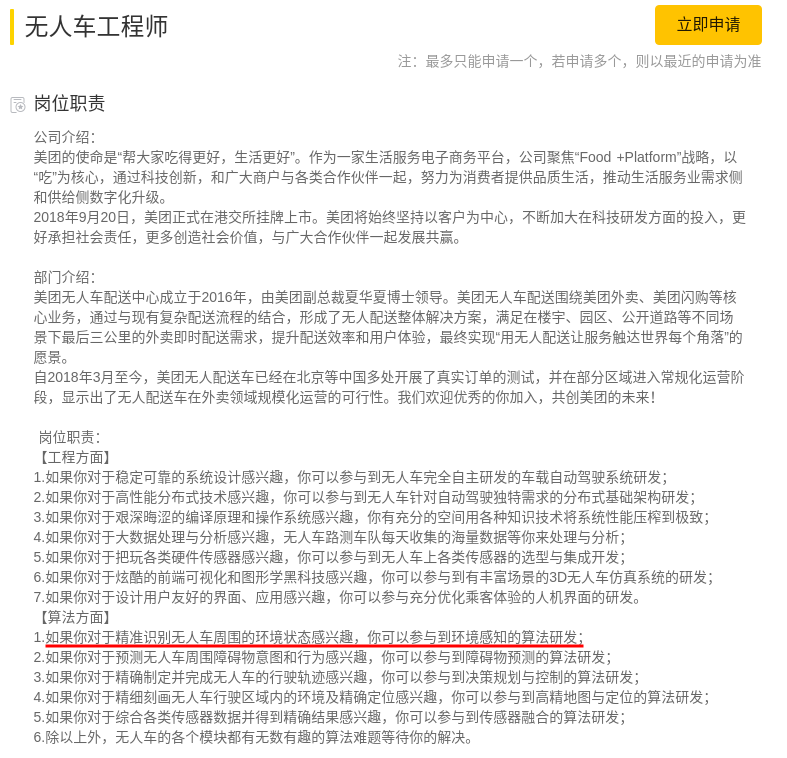 无人车工程师
立即申请
注：最多只能申请一个，若申请多个，则以最近的申请为准
岗位职责
公司介绍：
美团的使命是“帮大家吃得更好，生活更好”。作为一家生活服务电子商务平台，公司聚焦“Food +Platform”战略，以
“吃”为核心，通过科技创新，和广大商户与各类合作伙伴一起，努力为消费者提供品质生活，推动生活服务业需求侧
和供给侧数字化升级。
2018年9月20日，美团正式在港交所挂牌上市。美团将始终坚持以客户为中心，不断加大在科技研发方面的投入，更
好承担社会责任，更多创造社会价值，与广大合作伙伴一起发展共赢。
部门介绍：
美团无人车配送中心成立于2016年，由美团副总裁夏华夏博士领导。美团无人车配送围绕美团外卖、美团闪购等核
心业务，通过与现有复杂配送流程的结合，形成了无人配送整体解决方案，满足在楼宇、园区、公开道路等不同场
景下最后三公里的外卖即时配送需求，提升配送效率和用户体验，最终实现“用无人配送让服务触达世界每个角落”的
愿景。
自2018年3月至今，美团无人配送车已经在北京等中国多处开展了真实订单的测试，并在部分区域进入常规化运营阶
段，显示出了无人配送车在外卖领域规模化运营的可行性。我们欢迎优秀的你加入，共创美团的未来！
岗位职责：
【工程方面】
1.如果你对于稳定可靠的系统设计感兴趣，你可以参与到无人车完全自主研发的车载自动驾驶系统研发；
2.如果你对于高性能分布式技术感兴趣，你可以参与到无人车针对自动驾驶独特需求的分布式基础架构研发；
3.如果你对于艰深晦涩的编译原理和操作系统感兴趣，你有充分的空间用各种知识技术将系统性能压榨到极致；
4.如果你对于大数据处理与分析感兴趣，无人车路测车队每天收集的海量数据等你来处理与分析；
5.如果你对于把玩各类硬件传感器感兴趣，你可以参与到无人车上各类传感器的选型与集成开发；
6.如果你对于炫酷的前端可视化和图形学黑科技感兴趣，你可以参与到有丰富场景的3D无人车仿真系统的研发；
7.如果你对于设计用户友好的界面、应用感兴趣，你可以参与充分优化乘客体验的人机界面的研发。
【算法方面】
1.如果你对于精准识别无人车周围的环境状态感兴趣，你可以参与到环境感知的算法研发；
2.如果你对于预测无人车周围障碍物意图和行为感兴趣，你可以参与到障碍物预测的算法研发；
3.如果你对于精确制定并完成无人车的行驶轨迹感兴趣，你可以参与到决策规划与控制的算法研发；
4.如果你对于精细刻画无人车行驶区域内的环境及精确定位感兴趣，你可以参与到高精地图与定位的算法研发；
5.如果你对于综合各类传感器数据并得到精确结果感兴趣，你可以参与到传感器融合的算法研发；
6.除以上外，无人车的各个模块都有无数有趣的算法难题等待你的解决。